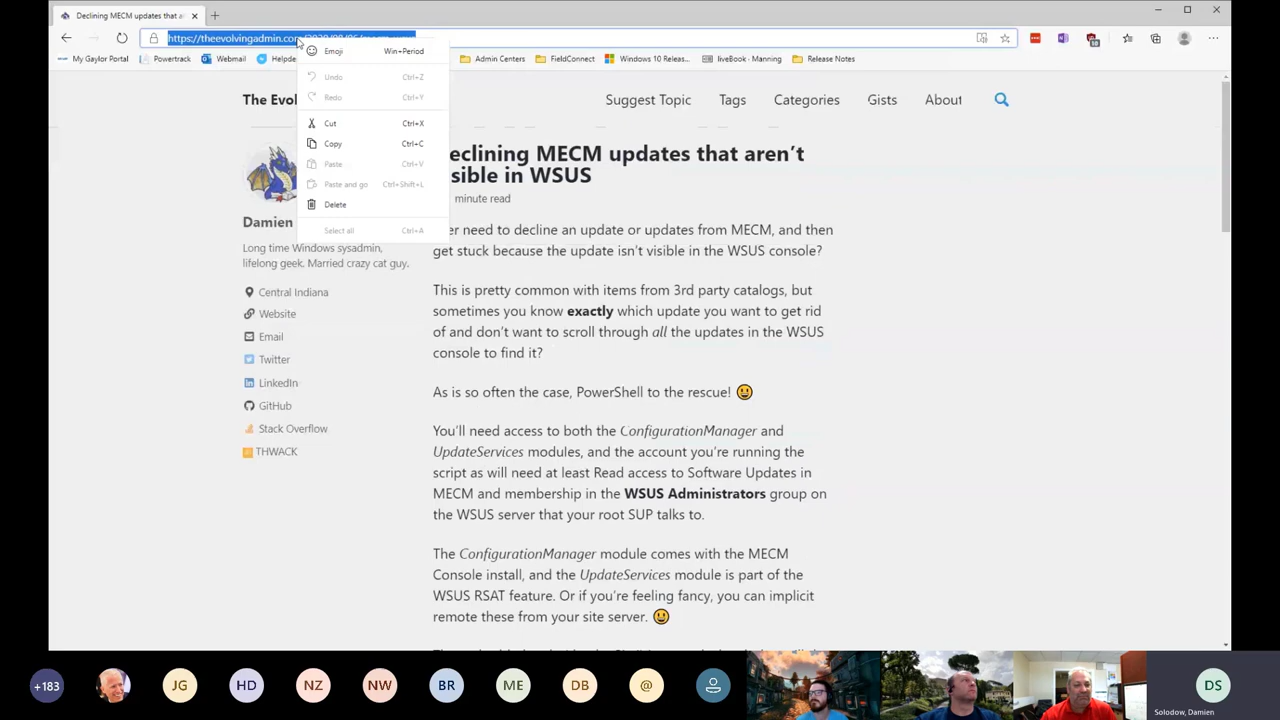 Declining MECM updates that
https://theevolvingadmin.com
My Gaylor Portal
Powertrack
Webmail
Admin Centers
FieldConnect
Windows 10 Releas...
liveBook - Manning
Release Notes
10
Emoji Win+Period
Undo Ctrl+Z
Redo Ctrl+Y
Cut Ctrl+X
Copy Ctrl+C
Paste Ctrl+V
Paste and go Ctrl+Shift+L
Delete
Select all Ctrl+A
The Evol
Suggest Topic Tags Categories Gists About
Damien
Long time Windows sysadmin,
lifelong geek. Married crazy cat guy.
Central Indiana
Website
Email
Twitter
LinkedIn
GitHub
Stack Overflow
THWACK
eclining MECM updates that aren't
sible in WSUS
minute read
er need to decline an update or updates from MECM, and then
get stuck because the update isn't visible in the WSUS console?
This is pretty common with items from 3rd party catalogs, but
sometimes you know exactly which update you want to get rid
of and don't want to scroll through all the updates in the WSUS
console to find it?
As is so often the case, PowerShell to the rescue! 😃
You'll need access to both the ConfigurationManager and
UpdateServices modules, and the account you're running the
script as will need at least Read access to Software Updates in
MECM and membership in the WSUS Administrators group on
the WSUS server that your root SUP talks to.
The ConfigurationManager module comes with the MECM
Console install, and the UpdateServices module is part of the
WSUS RSAT feature. Or if you're feeling fancy, you can implicit
remote these from your site server. 😃
+183
JG
HD
NZ
NW
BR
ME
DB
@
DS
Solodow, Damien